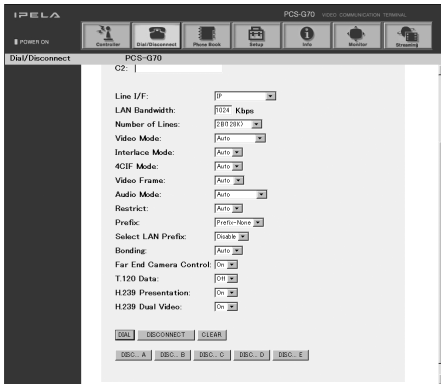 IPELA
PCS-G70 VIDEO COMMUNICATION TERMINAL
POWER ON
Controller Dial/Disconnect Phone Book Setup Info Monitor Streaming
Dial/Disconnect PCS-G70
C2:
Line I/F: IP
LAN Bandwidth: 1024 Kbps
Number of Lines: 2B(128K)
Video Mode: Auto
Interlace Mode: Auto
4CIF Mode: Auto
Video Frame: Auto
Audio Mode: Auto
Restrict: Auto
Prefix: Prefix-None
Select LAN Prefix: Disable
Bonding: Auto
Far End Camera Control: On
T.120 Data: Off
H.239 Presentation: On
H.239 Dual Video: On
DIAL DISCONNECT CLEAR
DISC... A DISC... B DISC... C DISC... D DISC... E